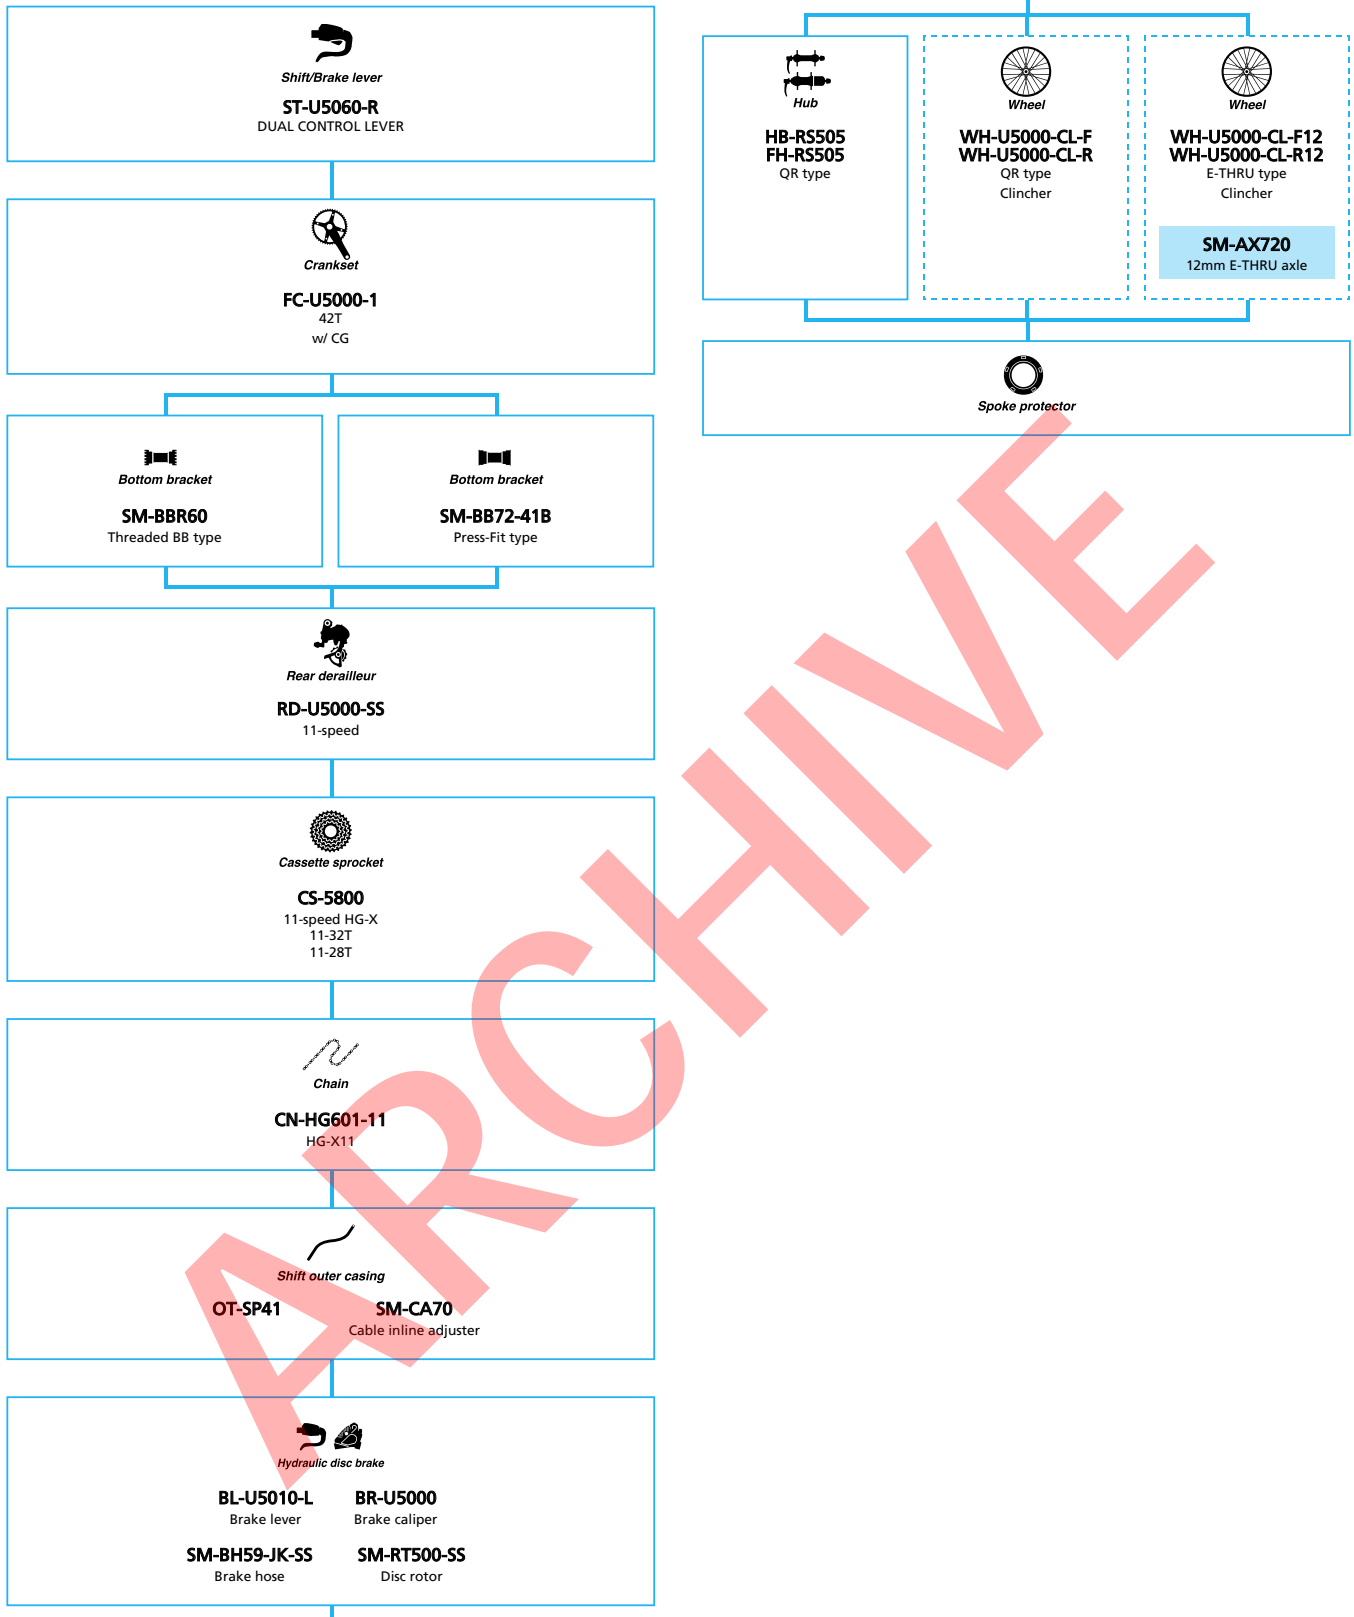 Shift/Brake lever
ST-U5060-R
DUAL CONTROL LEVER
Crankset
FC-U5000-1
42T
w/ CG
Bottom bracket
SM-BBR60
Threaded BB type
Bottom bracket
SM-BB72-41B
Press-Fit type
Rear derailleur
RD-U5000-SS
11-speed
Cassette sprocket
CS-5800
11-speed HG-X
11-32T
11-28T
Chain
CN-HG601-11
HG-X11
Shift outer casing
OT-SP41
SM-CA70
Cable inline adjuster
Hydraulic disc brake
BL-U5010-L
Brake lever
BR-U5000
Brake caliper
SM-BH59-JK-SS
Brake hose
SM-RT500-SS
Disc rotor
Hub
HB-RS505
FH-RS505
QR type
Wheel
WH-U5000-CL-F
WH-U5000-CL-R
QR type
Clincher
Wheel
WH-U5000-CL-F12
WH-U5000-CL-R12
E-THRU type
Clincher
SM-AX720
12mm E-THRU axle
Spoke protector
ARCHIVE